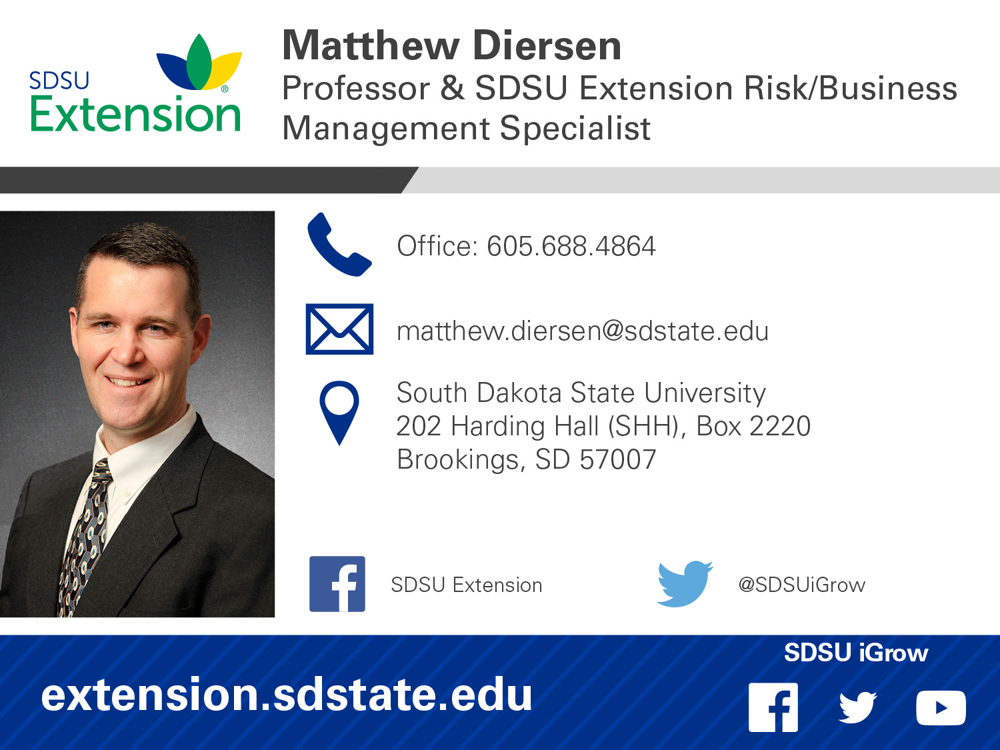 SDSU
Extension®
Matthew Diersen
Professor & SDSU Extension Risk/Business
Management Specialist
Office: 605.688.4864
matthew.diersen@sdstate.edu
South Dakota State University
202 Harding Hall (SHH), Box 2220
Brookings, SD 57007
SDSU Extension
@SDSUiGrow
SDSU iGrow
extension.sdstate.edu